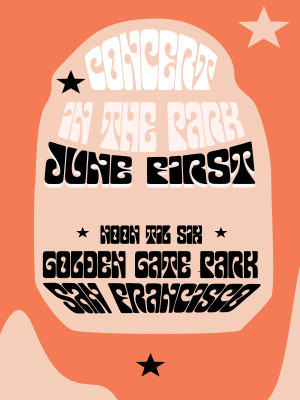 CONCERT
IN THE PARK
JUNE FIRST
NOON TIL SIX
GOLDEN GATE PARK
SAN FRANCISCO